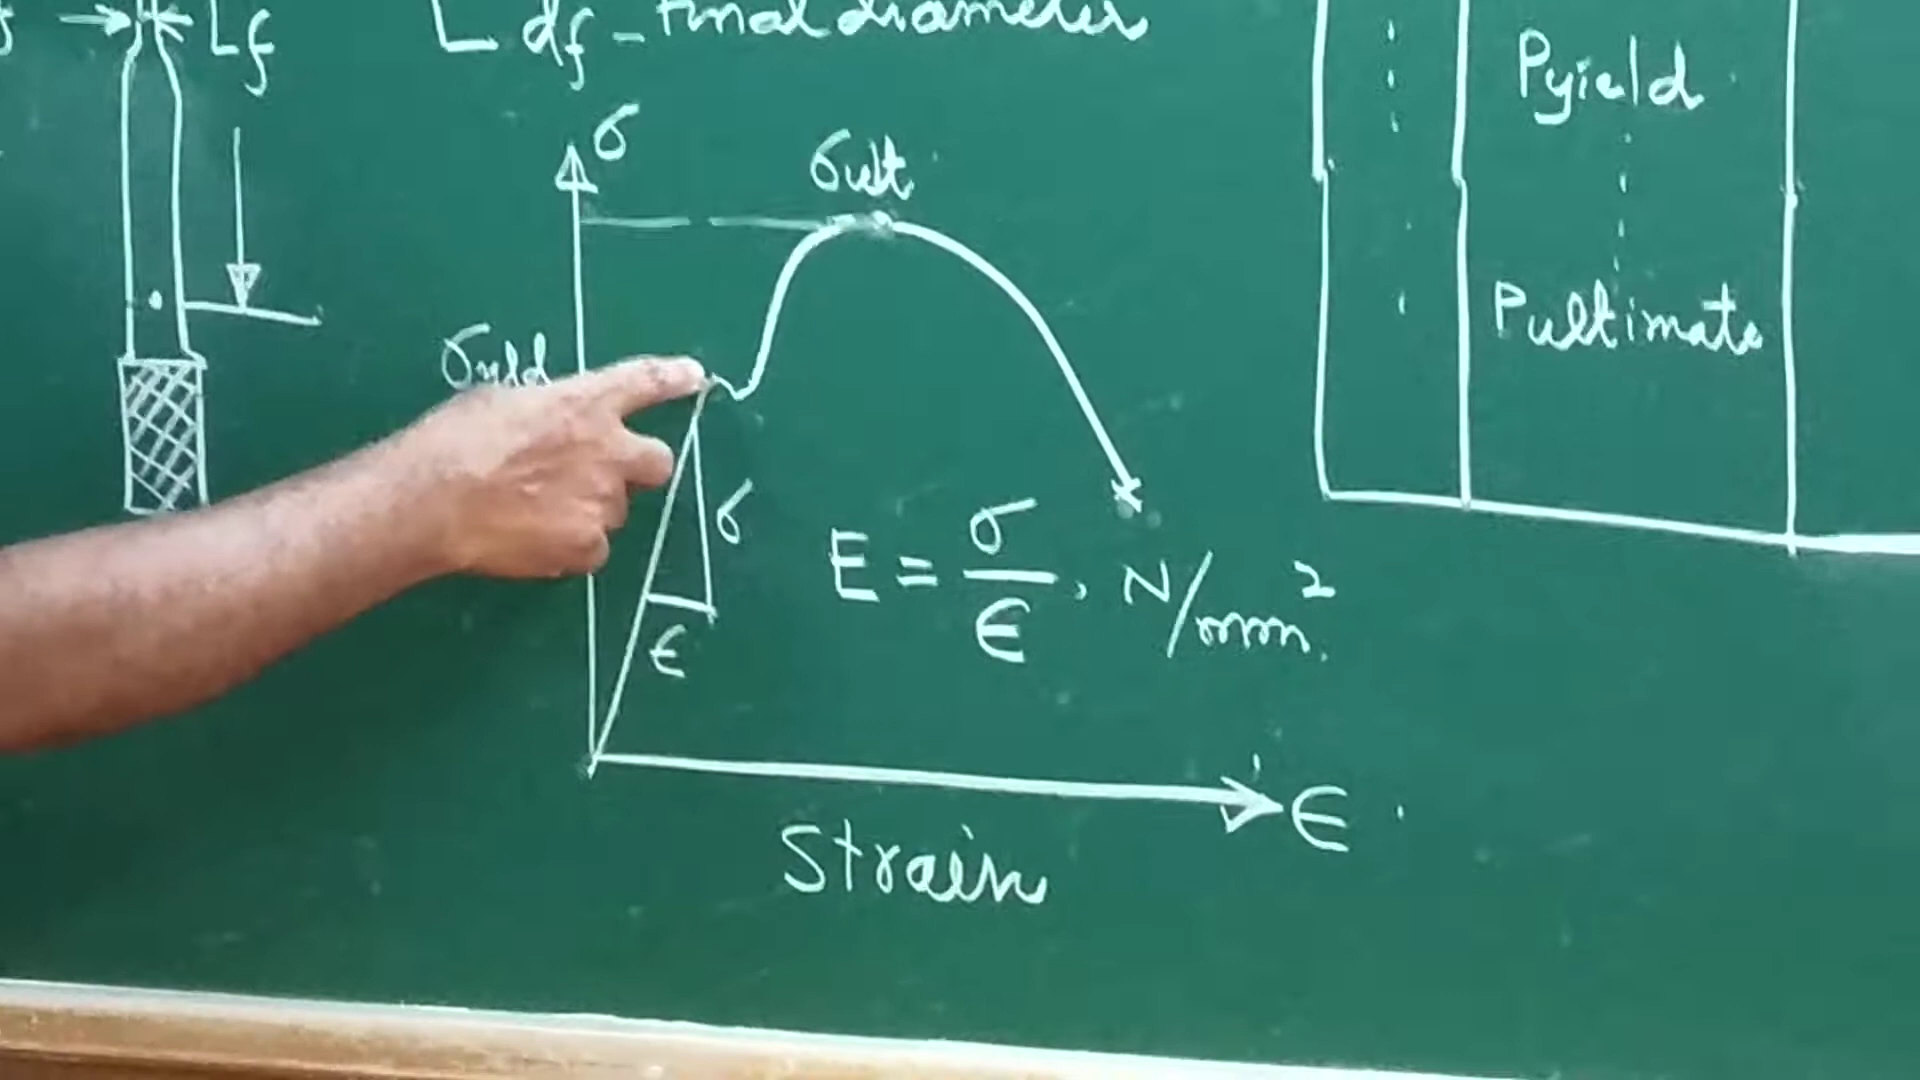 Lf
df - final diameter
Pyield
σ
σult
Pultimate
σyld
σ
E = σ/ϵ, N/mm².
ϵ
ϵ
Strain